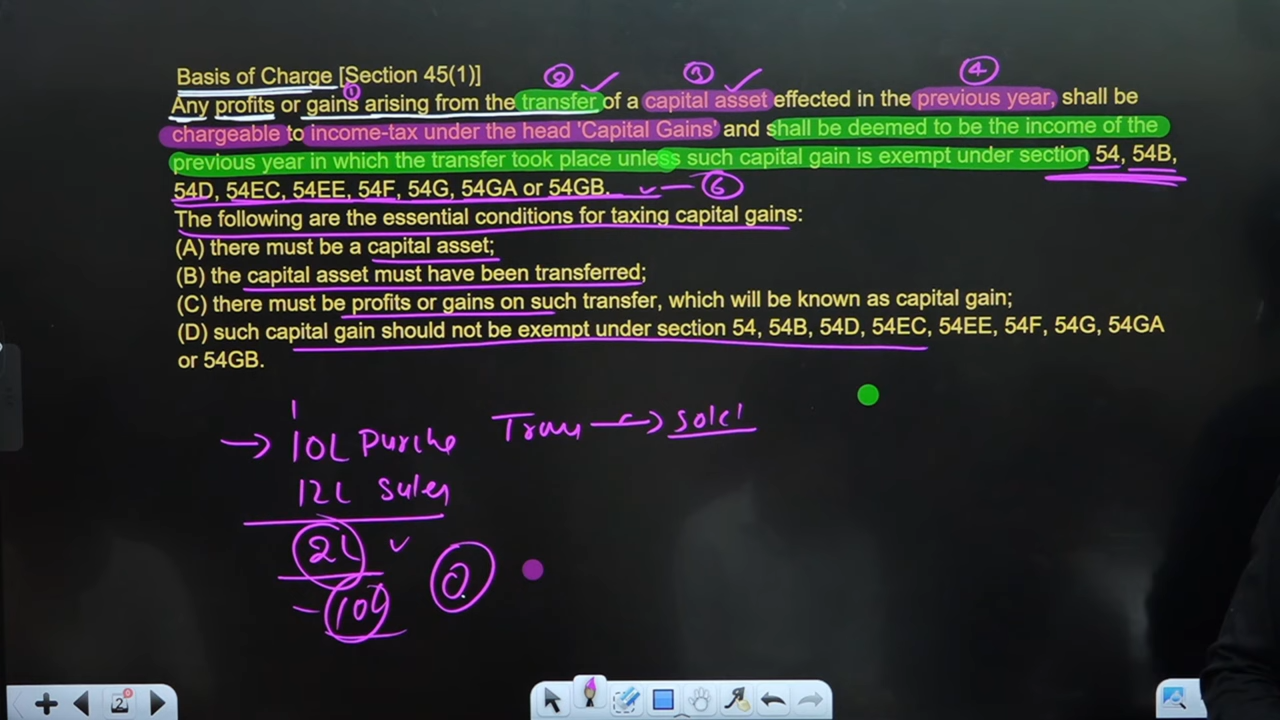 Basis of Charge [Section 45(1)]
② ③ ④
①
Any profits or gains arising from the transfer of a capital asset effected in the previous year, shall be
chargeable to income-tax under the head 'Capital Gains' and shall be deemed to be the income of the
previous year in which the transfer took place unless such capital gain is exempt under section 54, 54B,
54D, 54EC, 54EE, 54F, 54G, 54GA or 54GB. ✓ — ⑥
The following are the essential conditions for taxing capital gains:
(A) there must be a capital asset;
(B) the capital asset must have been transferred;
(C) there must be profits or gains on such transfer, which will be known as capital gain;
(D) such capital gain should not be exempt under section 54, 54B, 54D, 54EC, 54EE, 54F, 54G, 54GA
or 54GB.
→ 10L Purche Tran → sold
12L Sales
2L ✓
-10L 0
2